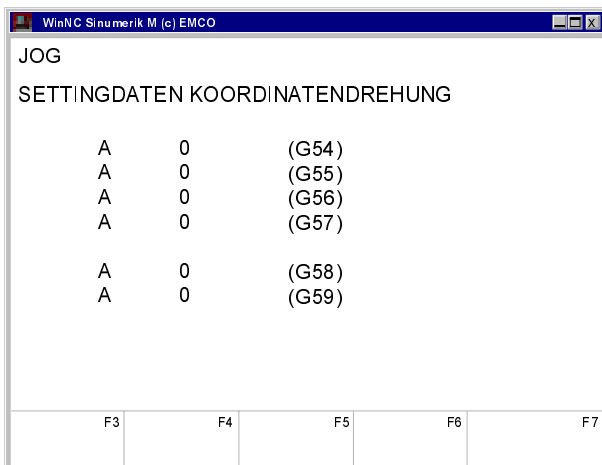 WinNC Sinumerik M (c) EMCO
JOG
SETTINGDATEN KOORDINATENDREHUNG
A 0 (G54)
A 0 (G55)
A 0 (G56)
A 0 (G57)
A 0 (G58)
A 0 (G59)
F3 F4 F5 F6 F7